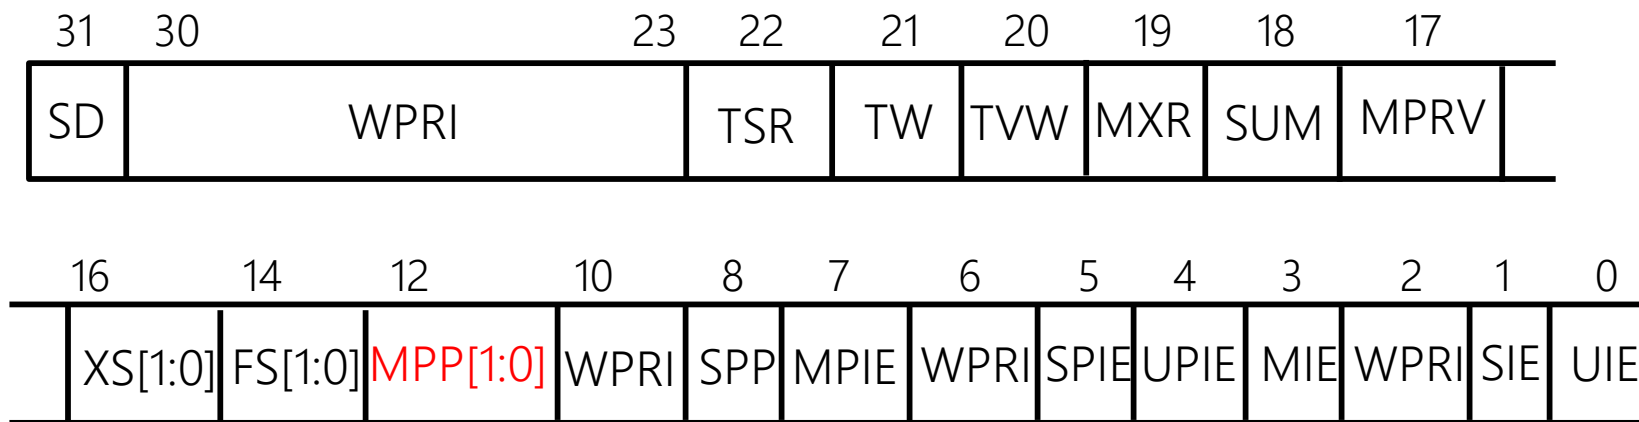 31 30 23 22 21 20 19 18 17
SD WPRI TSR TW TVW MXR SUM MPRV
16 14 12 10 8 7 6 5 4 3 2 1 0
XS[1:0] FS[1:0] MPP[1:0] WPRI SPP MPIE WPRI SPIE UPIE MIE WPRI SIE UIE